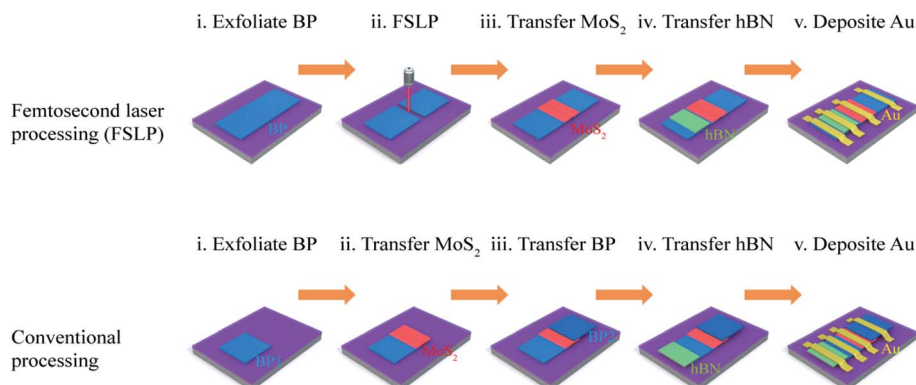 i. Exfoliate BP
ii. FSLP
iii. Transfer MoS₂
iv. Transfer hBN
v. Deposite Au
Femtosecond laser
processing (FSLP)
BP
MoS₂
hBN
Au
i. Exfoliate BP
ii. Transfer MoS₂
iii. Transfer BP
iv. Transfer hBN
v. Deposite Au
Conventional
processing
BP1
MoS₂
BP2
hBN
Au